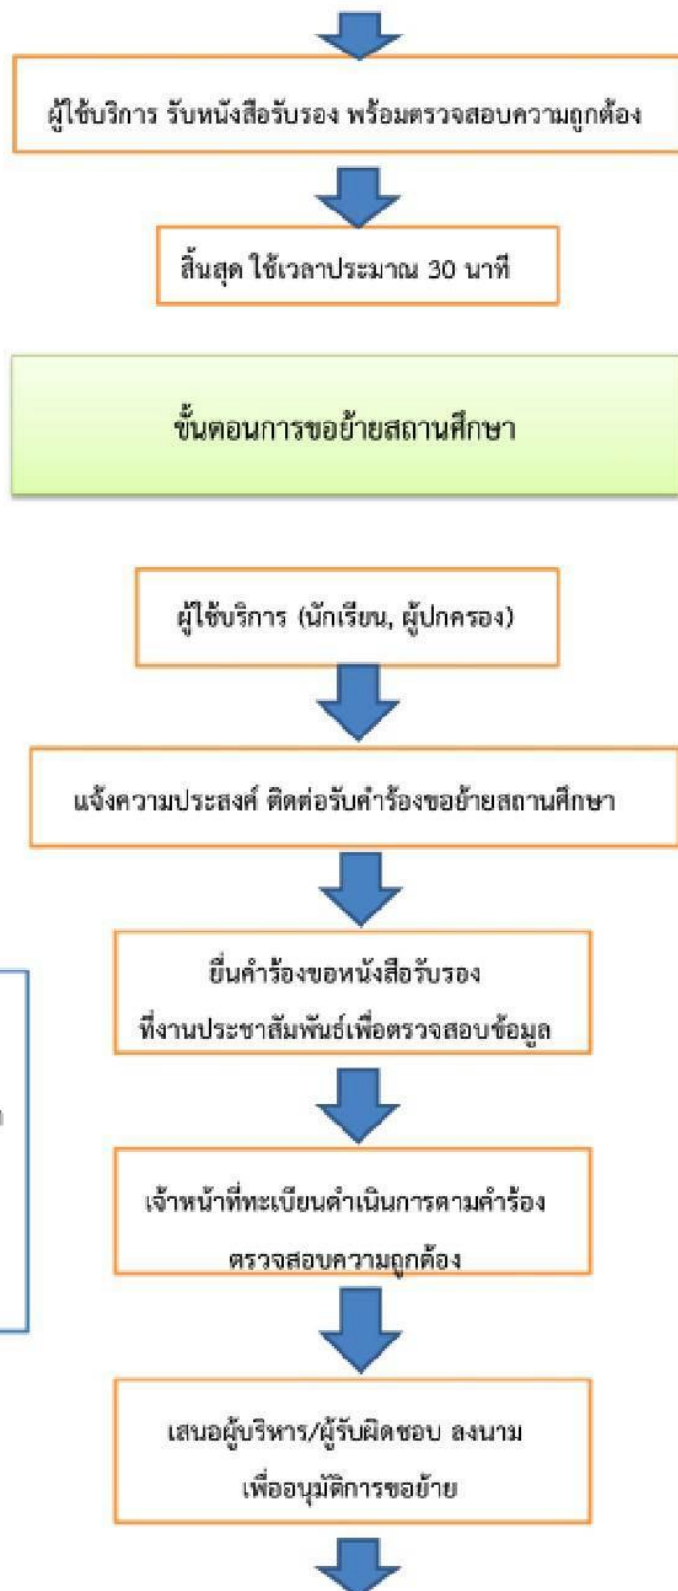 ผู้ใช้บริการ รับหนังสือรับรอง พร้อมตรวจสอบความถูกต้อง
สิ้นสุด ใช้เวลาประมาณ 30 นาที
ขั้นตอนการขอย้ายสถานศึกษา
ผู้ใช้บริการ (นักเรียน, ผู้ปกครอง)
แจ้งความประสงค์ ติดต่อรับคำร้องขอย้ายสถานศึกษา
ยื่นคำร้องขอหนังสือรับรอง
ที่งานประชาสัมพันธ์เพื่อตรวจสอบข้อมูล
เจ้าหน้าที่ทะเบียนดำเนินการตามคำร้อง
ตรวจสอบความถูกต้อง
เสนอผู้บริหาร/ผู้รับผิดชอบ ลงนาม
เพื่ออนุมัติการขอย้าย